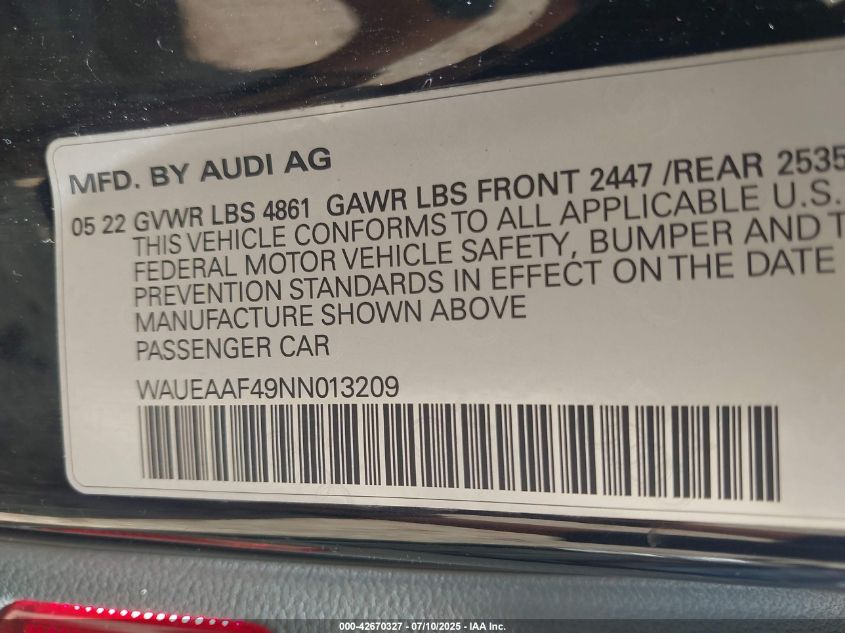 MFD. BY AUDI AG
05 22 GVWR LBS 4861 GAWR LBS FRONT 2447 /REAR 2535
THIS VEHICLE CONFORMS TO ALL APPLICABLE U.S.
FEDERAL MOTOR VEHICLE SAFETY, BUMPER AND T
PREVENTION STANDARDS IN EFFECT ON THE DATE
MANUFACTURE SHOWN ABOVE
PASSENGER CAR
WAUEAAF49NN013209
000-42670327 - 07/10/2025 - IAA Inc.